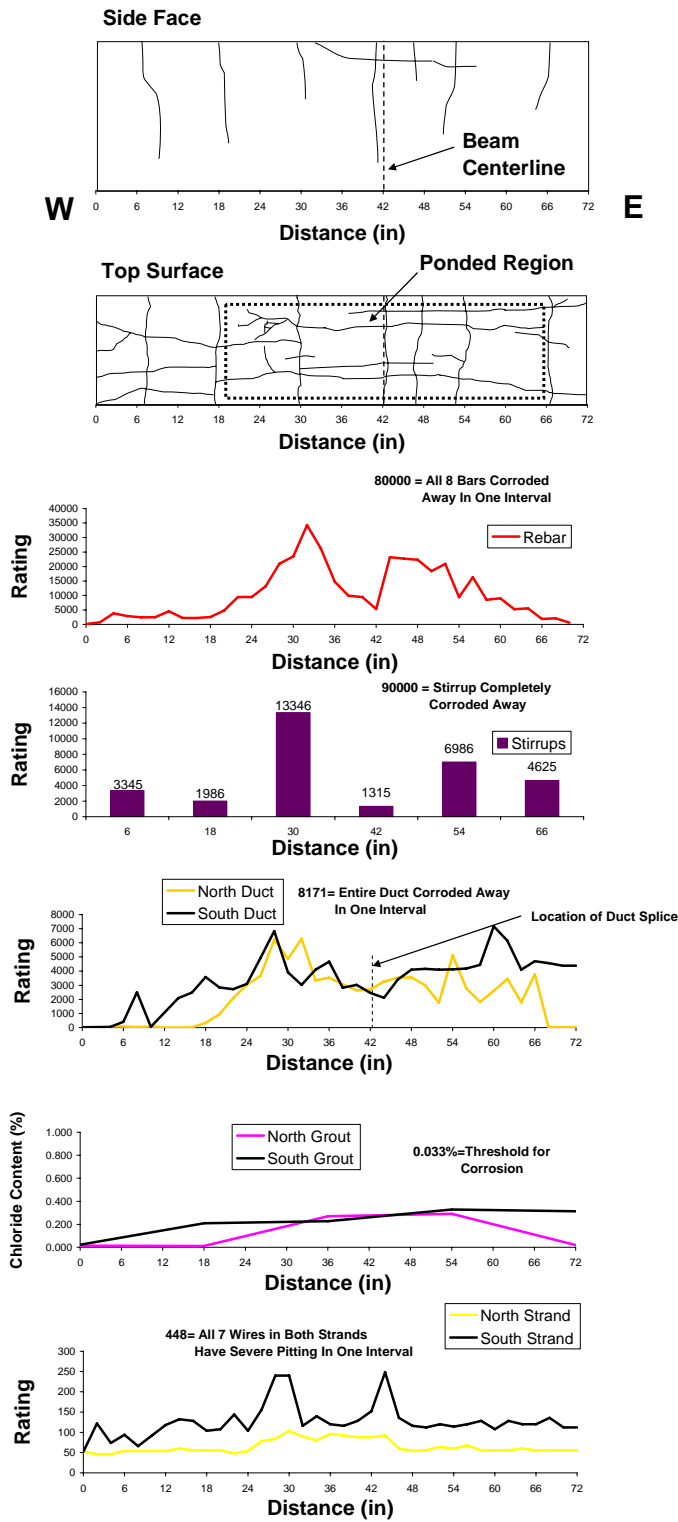 Side Face
Beam
Centerline
W
E
0 6 12 18 24 30 36 42 48 54 60 66 72
Distance (in)
Top Surface
Ponded Region
0 6 12 18 24 30 36 42 48 54 60 66 72
Distance (in)
80000 = All 8 Bars Corroded
Away In One Interval
Rebar
Rating
40000
35000
30000
25000
20000
15000
10000
5000
0
0 6 12 18 24 30 36 42 48 54 60 66 72
Distance (in)
90000 = Stirrup Completely
Corroded Away
Stirrups
Rating
16000
14000
12000
10000
8000
6000
4000
2000
0
3345 1986 13346 1315 6986 4625
6 18 30 42 54 66
Distance (in)
North Duct
South Duct
8171= Entire Duct Corroded Away
In One Interval
Location of Duct Splice
Rating
8000
7000
6000
5000
4000
3000
2000
1000
0
0 6 12 18 24 30 36 42 48 54 60 66 72
Distance (in)
North Grout
South Grout
0.033%=Threshold for
Corrosion
Chloride Content (%)
1.000
0.800
0.600
0.400
0.200
0.000
0 6 12 18 24 30 36 42 48 54 60 66 72
Distance (in)
North Strand
South Strand
448= All 7 Wires in Both Strands
Have Severe Pitting In One Interval
Rating
300
250
200
150
100
50
0
0 6 12 18 24 30 36 42 48 54 60 66 72
Distance (in)